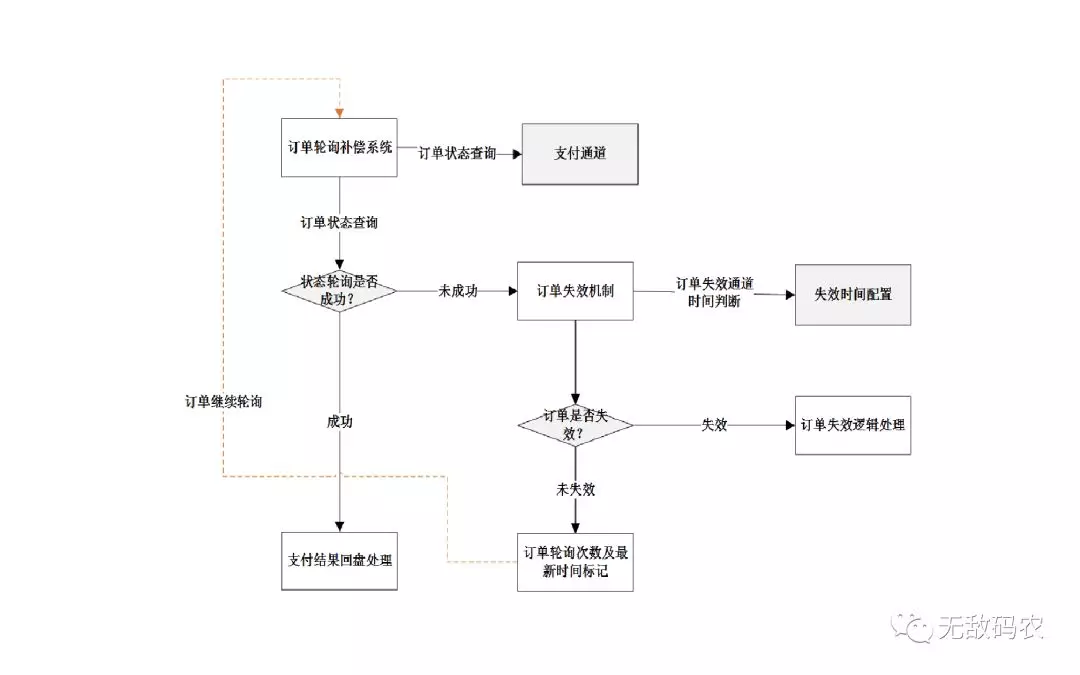 订单轮询补偿系统
订单状态查询
支付通道
订单状态查询
状态轮询是否
成功？
未成功
订单失效机制
订单失效通道
时间判断
失效时间配置
订单继续轮询
成功
订单是否失
效？
失效
订单失效逻辑处理
未失效
支付结果回盘处理
订单轮询次数及最
新时间标记
无敌码农